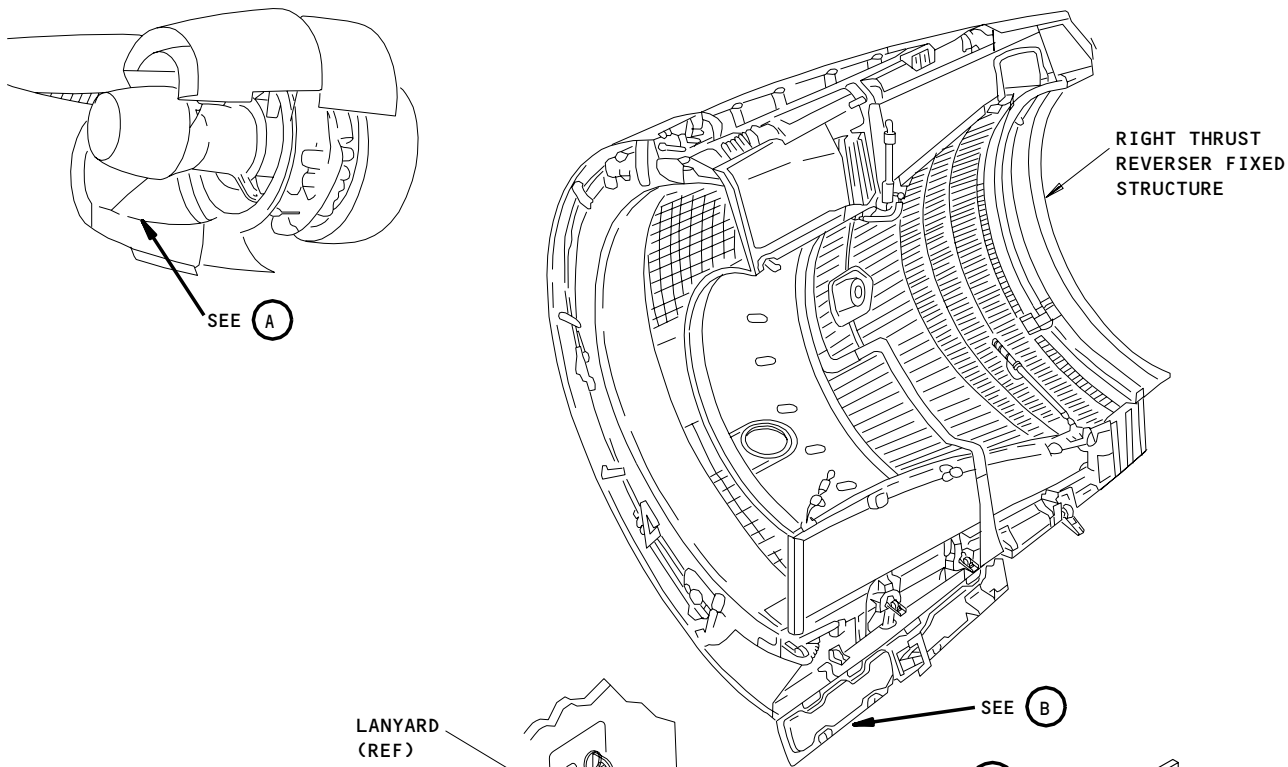 RIGHT THRUST
REVERSER FIXED
STRUCTURE
SEE A
SEE B
LANYARD
(REF)